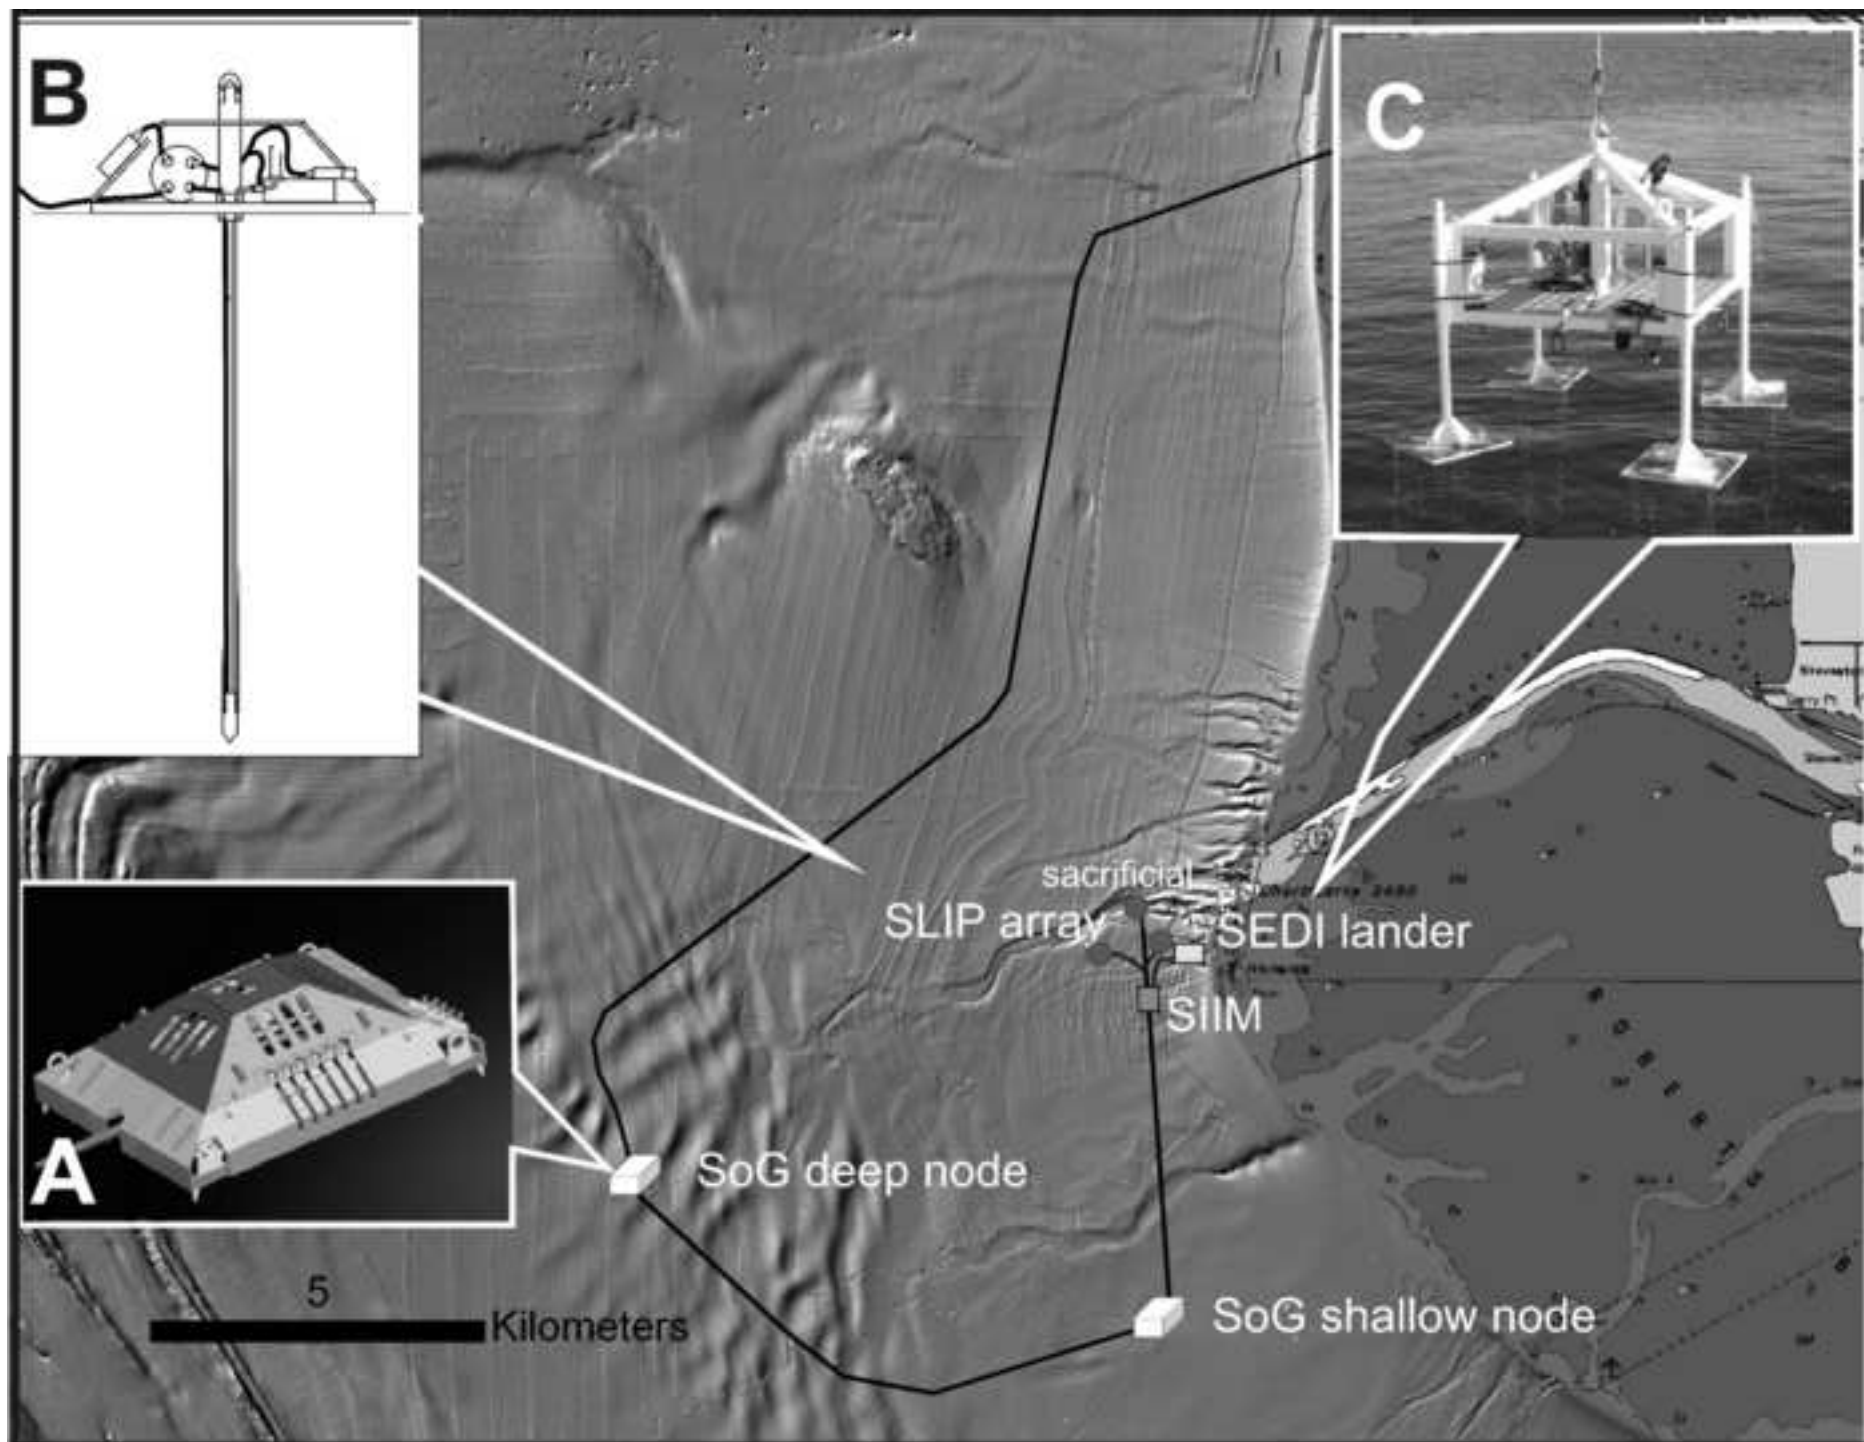 B
C
sacrificial
SLIP array
SEDI lander
SIIM
A
SoG deep node
5
Kilometers
SoG shallow node